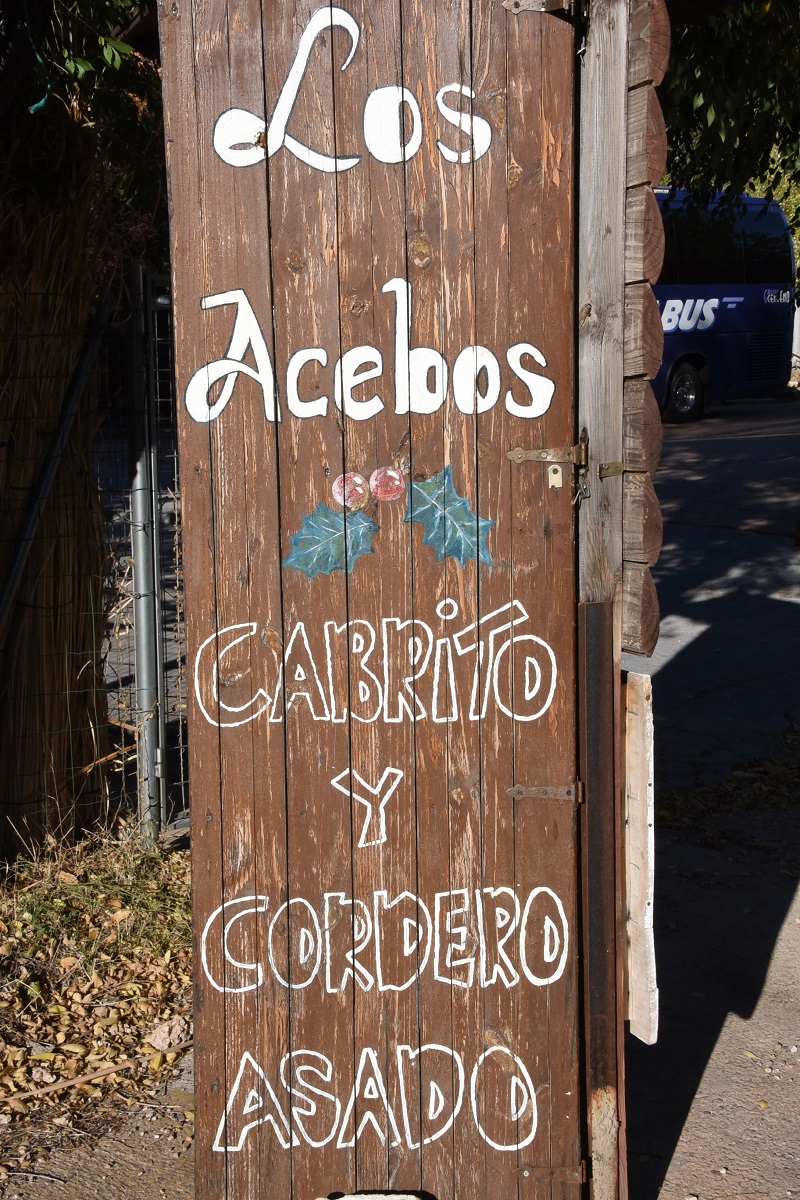 Los
Acebos
CABRiTO
Y
CORDERO
ASADO
BUS